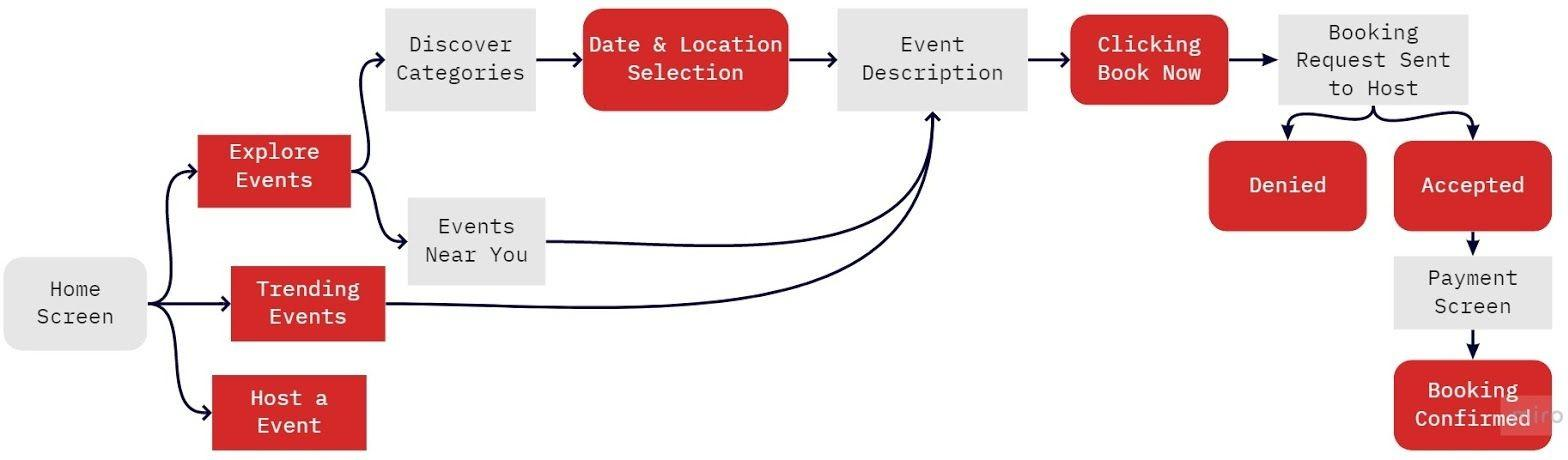 Discover
Categories
Date & Location
Selection
Event
Description
Clicking
Book Now
Booking
Request Sent
to Host
Explore
Events
Denied
Accepted
Events
Near You
Home
Screen
Trending
Events
Payment
Screen
Host a
Event
Booking
Confirmed
miro